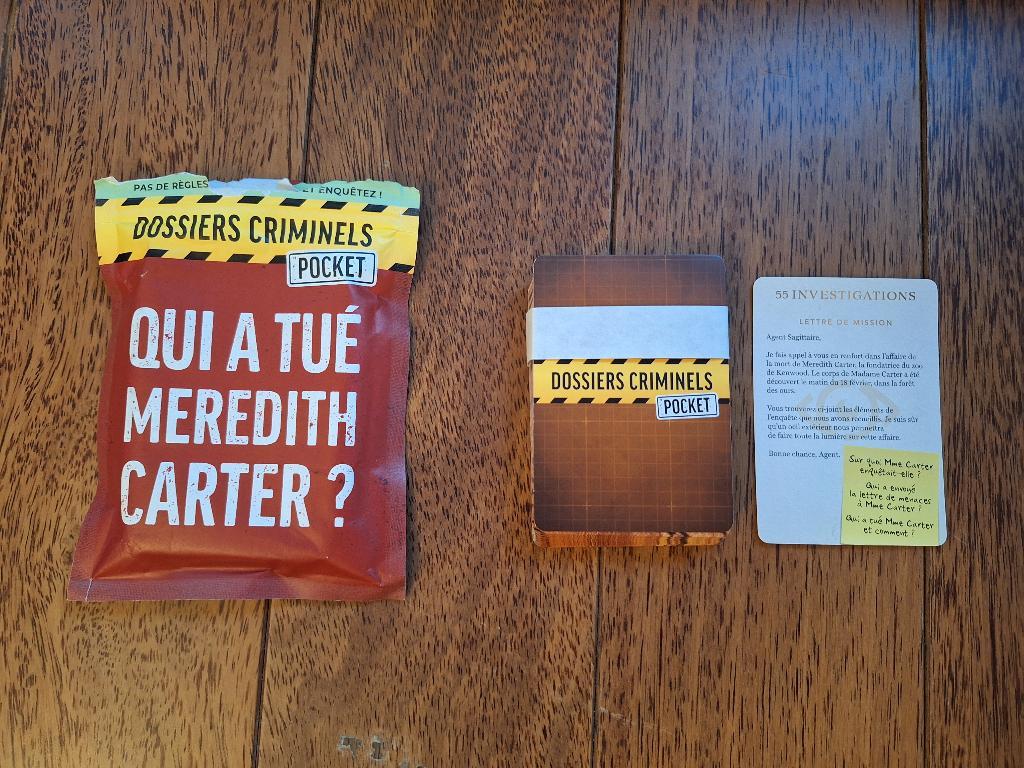 PAS DE RÈGLES
ET ENQUÊTEZ !
DOSSIERS CRIMINELS
POCKET
QUI A TUÉ
MEREDITH
CARTER ?
DOSSIERS CRIMINELS
POCKET
55 INVESTIGATIONS
LETTRE DE MISSION
Agent Sagittaire,
Je fais appel à vous en renfort dans l'affaire de
la mort de Meredith Carter, la fondatrice du zoo
de Kenwood. Le corps de Madame Carter a été
découvert le matin du 18 février, dans la forêt
des ours.
Vous trouverez ci-joint les éléments de
l'enquête que nous avons recueillis. Je suis sûr
qu'un œil extérieur nous permettra
de faire toute la lumière sur cette affaire.
Bonne chance, Agent.
Sur quoi Mme Carter
enquêtait-elle ?
Qui a envoyé
la lettre de menaces
à Mme Carter ?
Qui a tué Mme Carter
et comment ?